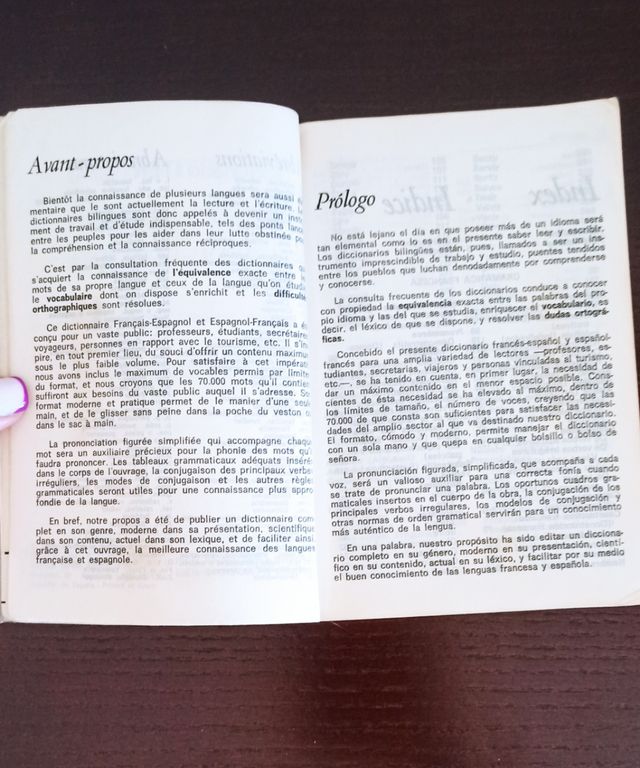 Avant-propos
Bientôt la connaissance de plusieurs langues sera aussi
mentaire que le sont actuellement la lecture et l'écriture.
dictionnaires bilingues sont donc appelés à devenir un
ment de travail et d'étude indispensable, tels des ponts
entre les peuples pour les aider dans leur lutte obstinée
la compréhension et la connaissance réciproques.
C'est par la consultation fréquente des dictionnaires
s'acquiert la connaissance de l'équivalence exacte entre
mots de sa propre langue et ceux de la langue qu'on
le vocabulaire dont on dispose s'enrichit et les
orthographiques sont résolues.
Ce dictionnaire Français-Espagnol et Espagnol-Français a
conçu pour un vaste public: professeurs, étudiants,
voyageurs, personnes en rapport avec le tourisme, etc. Il
pire, en tout premier lieu, du souci d'offrir un contenu
sous le plus faible volume. Pour satisfaire à cet
nous avons inclus le maximum de vocables permis par
du format, et nous croyons que les 70.000 mots qu'il
suffiront aux besoins du vaste public auquel il s'adresse.
format moderne et pratique permet de le manier d'une
main, et de le glisser sans peine dans la poche du veston
dans le sac à main.
La prononciation figurée simplifiée qui accompagne
mot sera un auxiliaire précieux pour la phonie des mots
faudra prononcer. Les tableaux grammaticaux adéquats
dans le corps de l'ouvrage, la conjugaison des principaux
irréguliers, les modes de conjugaison et les autres
grammaticales seront utiles pour une connaissance plus
fondie de la langue.
En bref, notre propos a été de publier un dictionnaire com
plet en son genre, moderne dans sa présentation,
dans son contenu, actuel dans son lexique, et de faciliter
grâce à cet ouvrage, la meilleure connaissance des langues
française et espagnole.
Prólogo
No está lejano el día en que poseer más de un idioma será
tan elemental como lo es en el presente saber leer y escribir.
Los diccionarios bilingües están, pues, llamados a ser un ins-
trumento imprescindible de trabajo y estudio, puentes tendidos
entre los pueblos que luchan denodadamente por comprenderse
y conocerse.
La consulta frecuente de los diccionarios conduce a conocer
con propiedad la equivalencia exacta entre las palabras del pro-
pio idioma y las del que se estudia, enriquecer el vocabulario, es
decir, el léxico de que se dispone, y resolver las dudas ortográ-
ficas.
Concebido el presente diccionario francés-español y español-
francés para una amplia variedad de lectores —profesores, es-
tudiantes, secretarias, viajeros y personas vinculadas al turismo,
etc.—, se ha tenido en cuenta, en primer lugar, la necesidad de
dar un máximo contenido en el menor espacio posible. Cons-
cientes de ésta necesidad se ha elevado al máximo, dentro de
los límites de tamaño, el número de voces, creyendo que las
70.000 de que consta son suficientes para satisfacer las necesi-
dades del amplio sector al que va destinado nuestro diccionario.
El formato, cómodo y moderno, permite manejar el diccionario
con un sola mano y que quepa en cualquier bolsillo o bolso de
señora.
La pronunciación figurada, simplificada, que acompaña a cada
voz, será un valioso auxiliar para una correcta fonía cuando
se trate de pronunciar una palabra. Los oportunos cuadros gra-
maticales insertos en el cuerpo de la obra, la conjugación de los
principales verbos irregulares, los modelos de conjugación y
otras normas de orden gramatical servirán para un conocimiento
más auténtico de la lengua.
En una palabra, nuestro propósito ha sido editar un dicciona-
rio completo en su género, moderno en su presentación, cientí-
fico en su contenido, actual en su léxico, y facilitar por su medio
el buen conocimiento de las lenguas francesa y española.